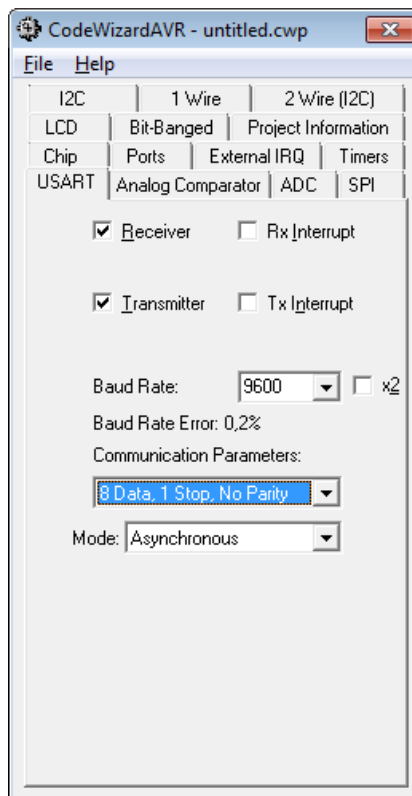 CodeWizardAVR - untitled.cwp
File Help
I2C 1 Wire 2 Wire (I2C)
LCD Bit-Banged Project Information
Chip Ports External IRQ Timers
USART Analog Comparator ADC SPI
Receiver Rx Interrupt
Transmitter Tx Interrupt
Baud Rate: 9600 x2
Baud Rate Error: 0,2%
Communication Parameters:
8 Data, 1 Stop, No Parity
Mode: Asynchronous